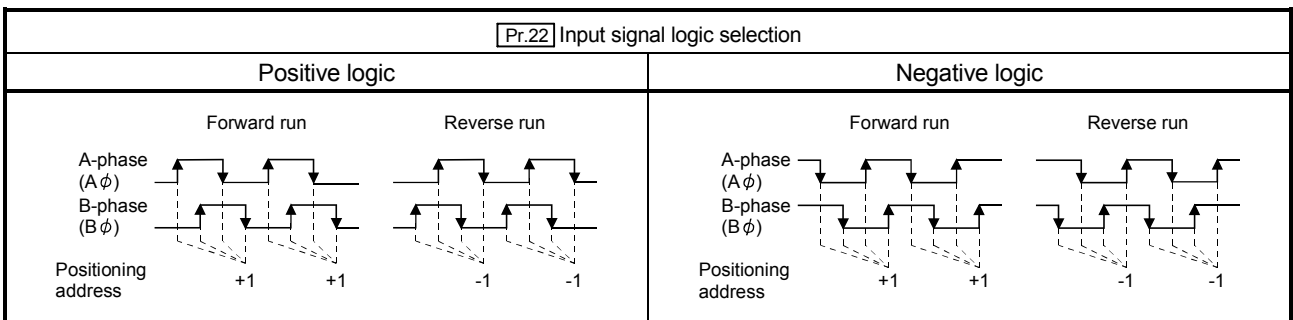 Pr.22 Input signal logic selection
Positive logic
Negative logic
Forward run
Reverse run
A-phase
(Aϕ)
B-phase
(Bϕ)
Positioning
address
+1
+1
-1
-1
Forward run
Reverse run
A-phase
(Aϕ)
B-phase
(Bϕ)
Positioning
address
+1
+1
-1
-1